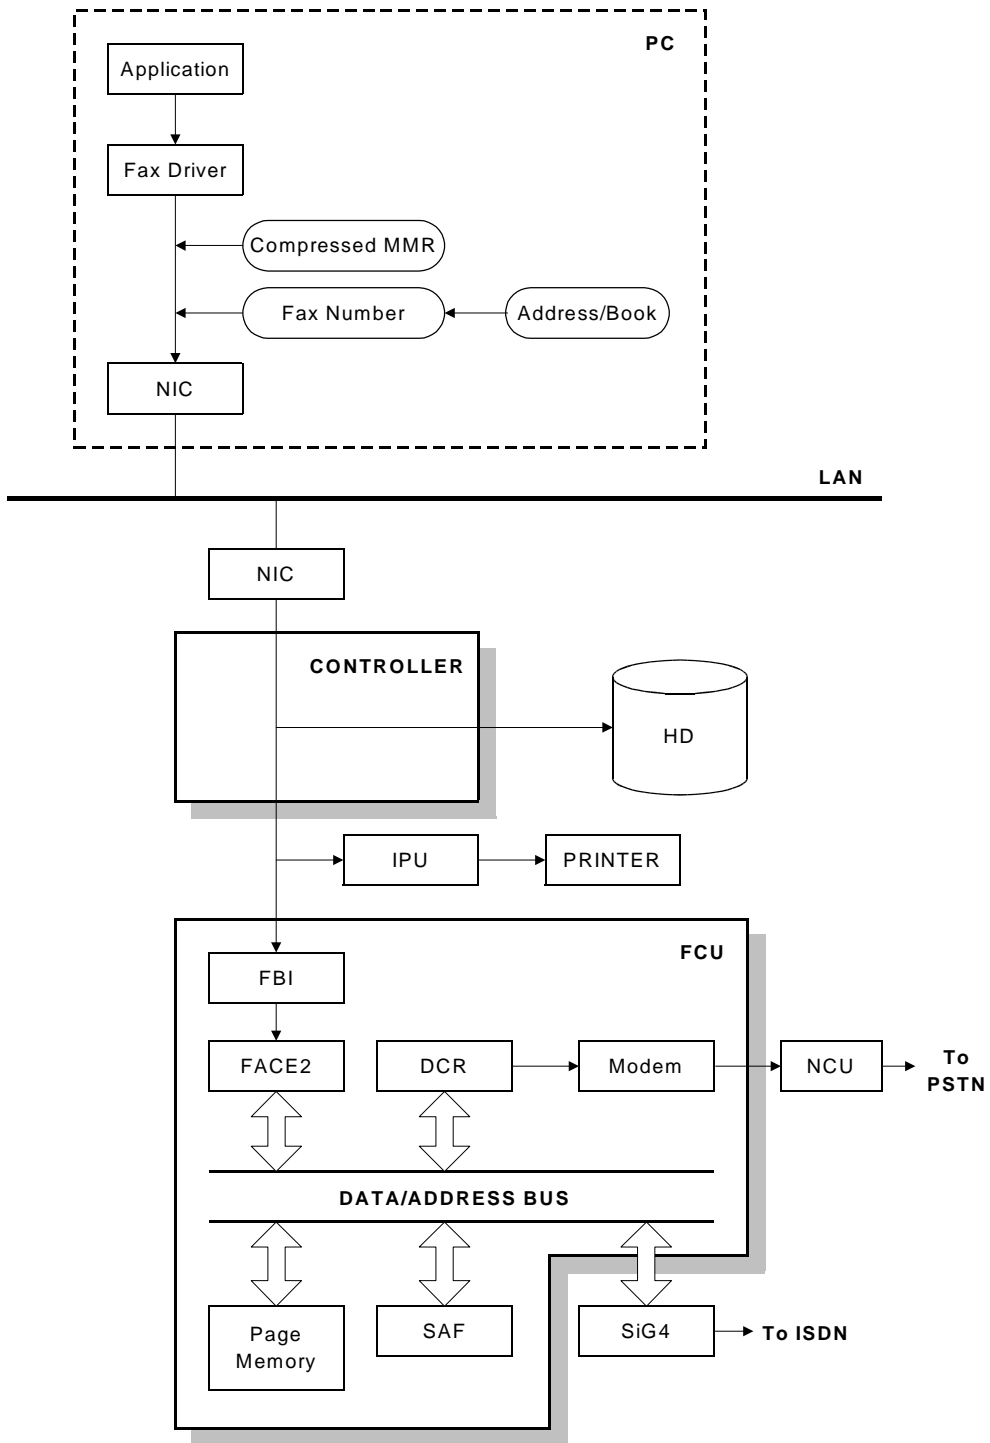 PC
Application
Fax Driver
Compressed MMR
Fax Number
Address/Book
NIC
LAN
NIC
CONTROLLER
HD
IPU
PRINTER
FCU
FBI
FACE2
DCR
Modem
NCU
To
PSTN
DATA/ADDRESS BUS
Page
Memory
SAF
SiG4
To ISDN